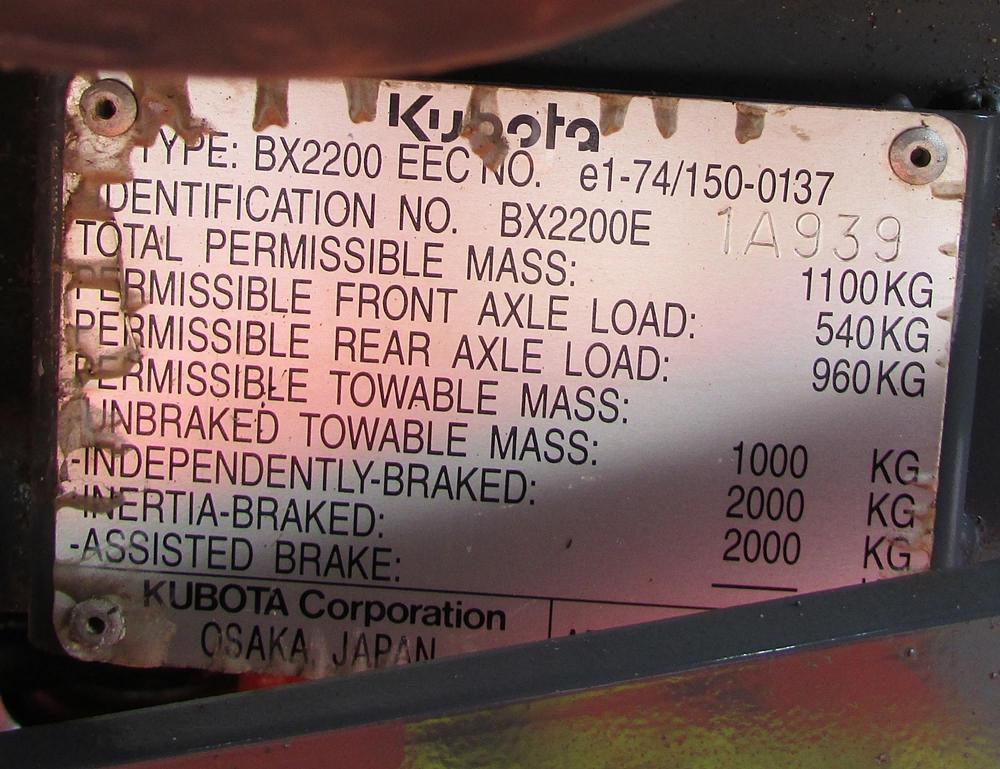 Kubota
TYPE: BX2200 EEC NO. e1-74/150-0137
IDENTIFICATION NO. BX2200E 1A939
TOTAL PERMISSIBLE MASS: 1100KG
PERMISSIBLE FRONT AXLE LOAD: 540KG
PERMISSIBLE REAR AXLE LOAD: 960KG
PERMISSIBLE TOWABLE MASS:
-UNBRAKED TOWABLE MASS: 1000 KG
-INDEPENDENTLY-BRAKED: 2000 KG
-INERTIA-BRAKED: 2000 KG
-ASSISTED BRAKE: —
KUBOTA Corporation
OSAKA, JAPAN